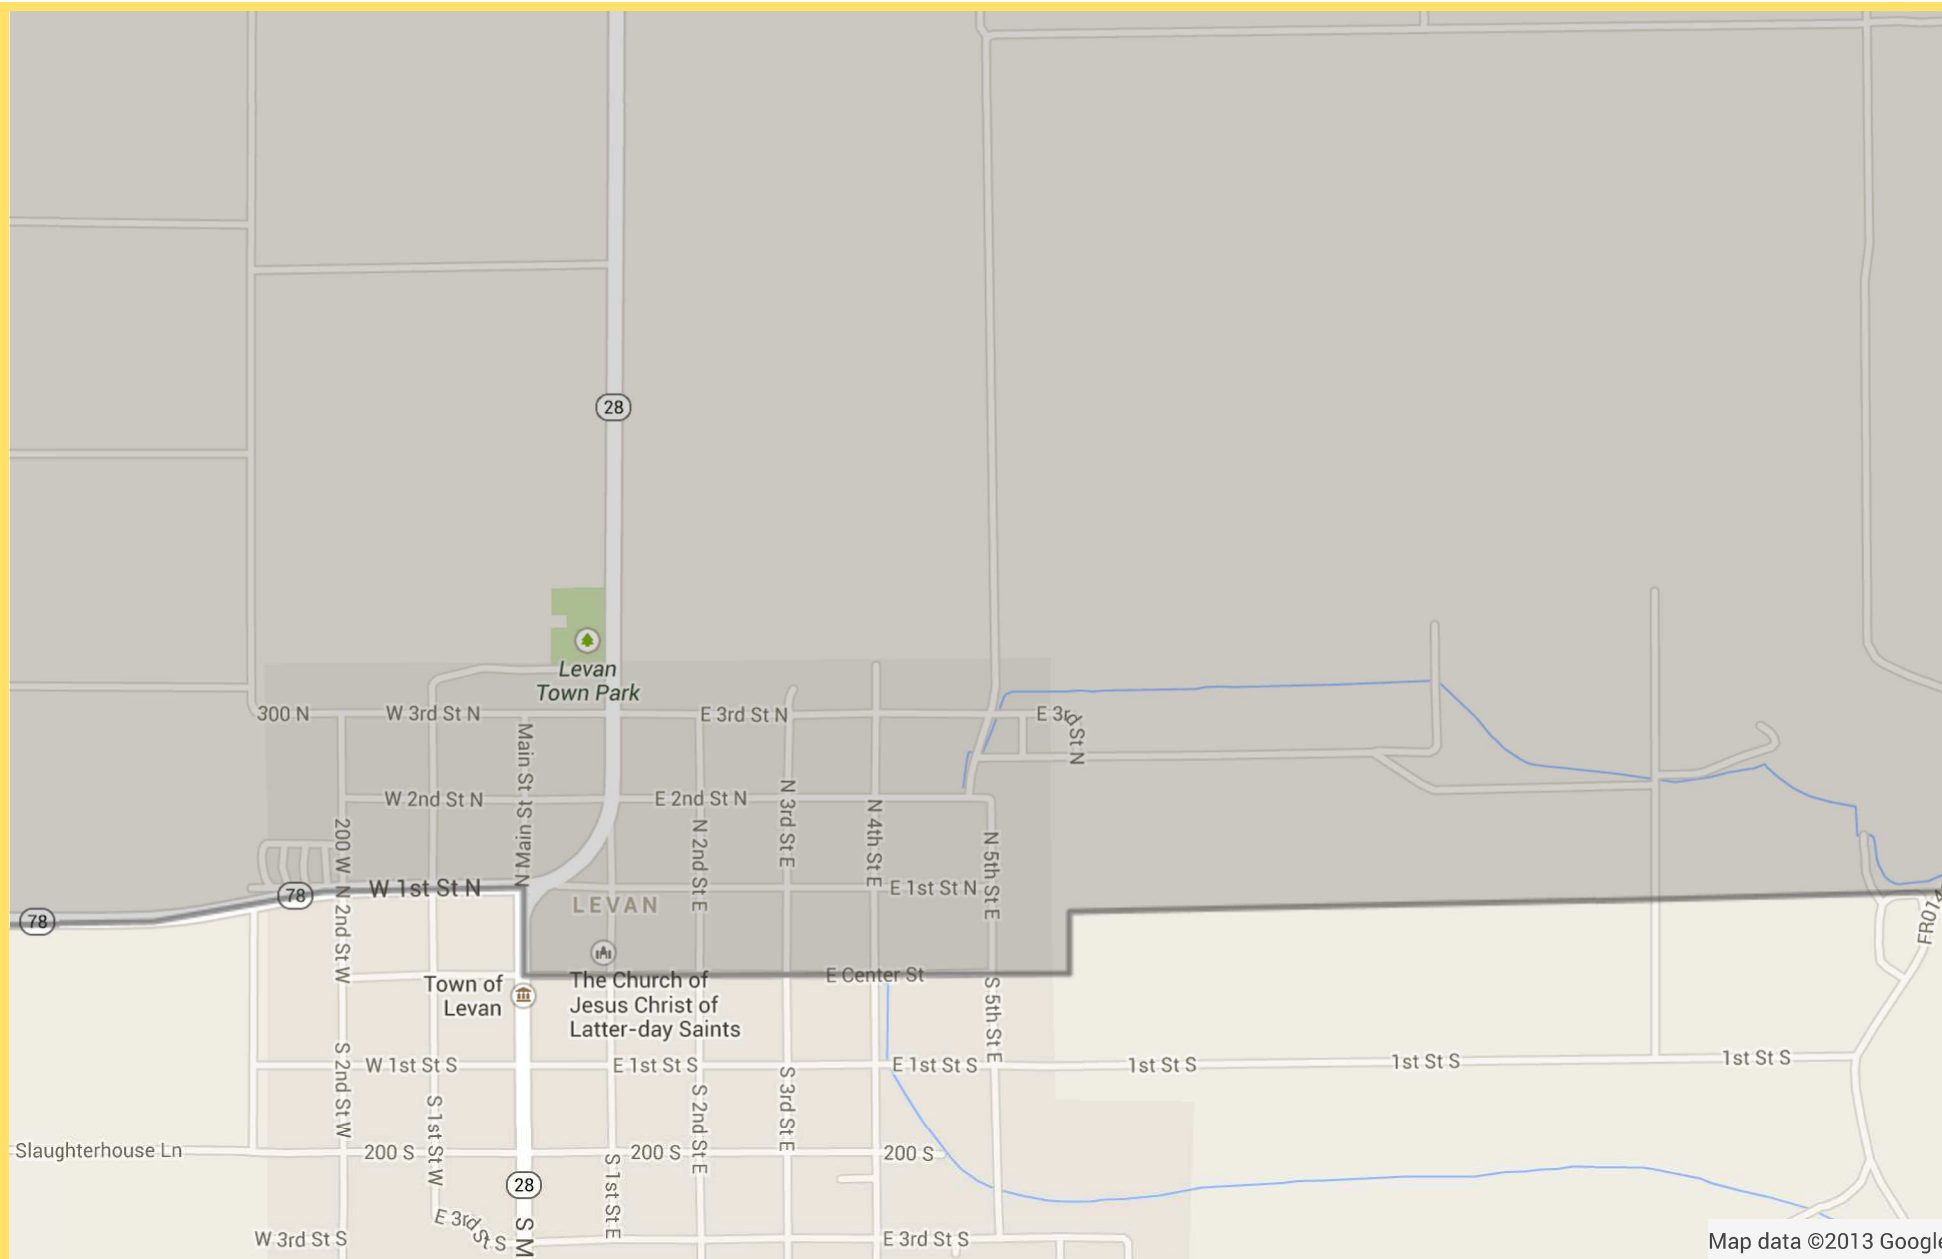 28
Levan
Town Park
300 N
W 3rd St N
E 3rd St N
E 3rd St N
Main St
N Main St
W 2nd St N
E 2nd St N
N 3rd St E
N 4th St E
200 W
N 2nd St E
N 5th St E
78
W 1st St N
E 1st St N
78
LEVAN
N 2nd St W
FR014
Town of
Levan
The Church of
Jesus Christ of
Latter-day Saints
E Center St
S 5th St E
W 1st St S
E 1st St S
E 1st St S
1st St S
1st St S
1st St S
S 2nd St W
S 1st St W
S 2nd St E
S 3rd St E
Slaughterhouse Ln
200 S
200 S
200 S
28
S 1st St E
E 3rd St S
S M
W 3rd St S
E 3rd St S
Map data ©2013 Google